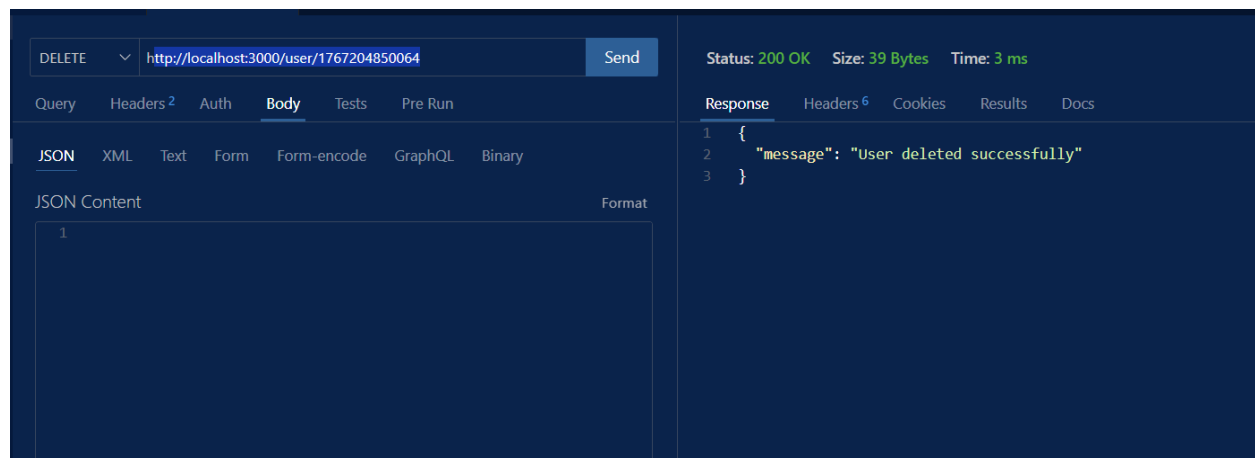 DELETE http://localhost:3000/user/1767204850064 Send
Query Headers 2 Auth Body Tests Pre Run
JSON XML Text Form Form-encode GraphQL Binary
JSON Content Format
1
Status: 200 OK Size: 39 Bytes Time: 3 ms
Response Headers 6 Cookies Results Docs
1 {
2 "message": "User deleted successfully"
3 }